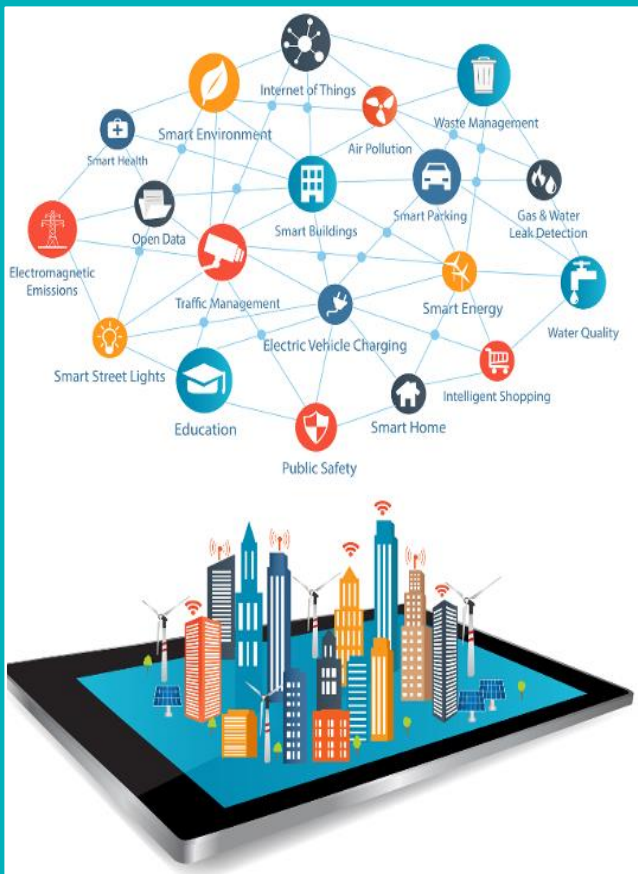 Internet of Things
Waste Management
Smart Environment
Air Pollution
Smart Health
Open Data
Smart Buildings
Smart Parking
Gas & Water
Leak Detection
Electromagnetic
Emissions
Traffic Management
Smart Energy
Water Quality
Electric Vehicle Charging
Smart Street Lights
Intelligent Shopping
Education
Smart Home
Public Safety